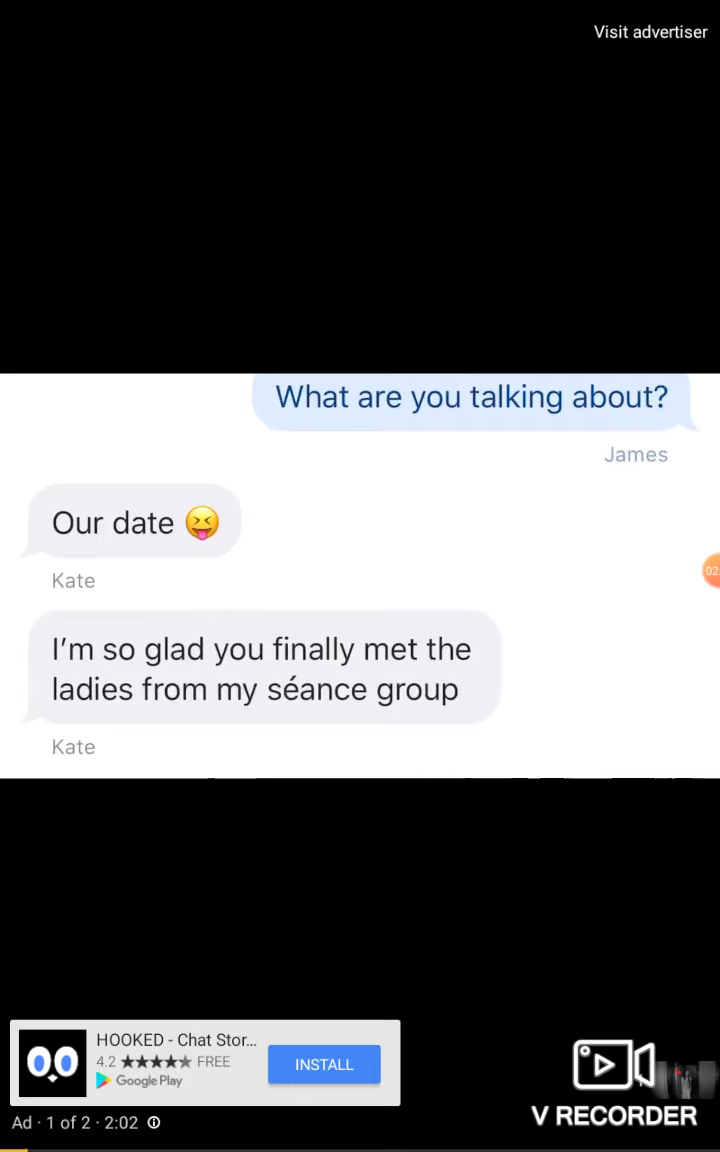 Visit advertiser
What are you talking about?
James
Our date 😝
Kate
I'm so glad you finally met the
ladies from my séance group
Kate
HOOKED - Chat Stor...
4.2 ★★★★★ FREE
Google Play
INSTALL
Ad · 1 of 2 · 2:02
V RECORDER